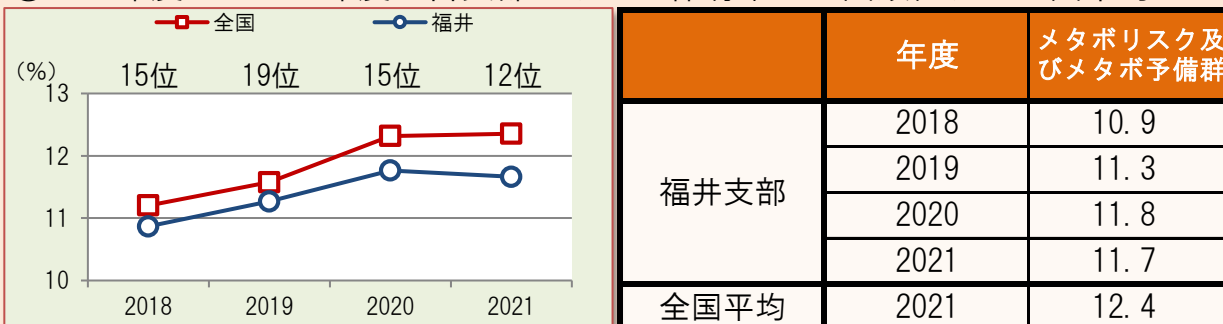 全国 福井
(%) 15位 19位 15位 12位
13
12
11
10
2018 2019 2020 2021
年度 メタボリスク及
びメタボ予備群
福井支部 2018 10.9
2019 11.3
2020 11.8
2021 11.7
全国平均 2021 12.4